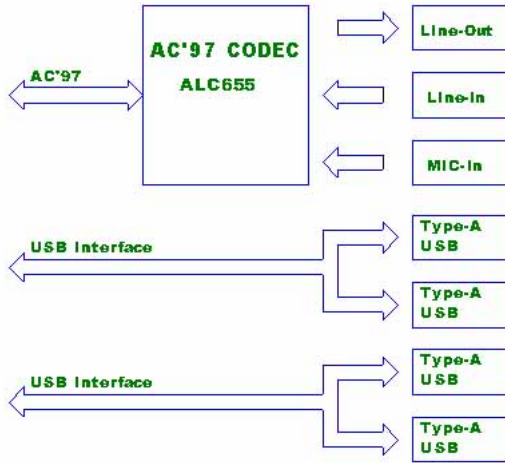 AC'97 CODEC
ALC655
AC'97
Line-Out
Line-In
MIC-In
USB Interface
Type-A
USB
Type-A
USB
USB Interface
Type-A
USB
Type-A
USB